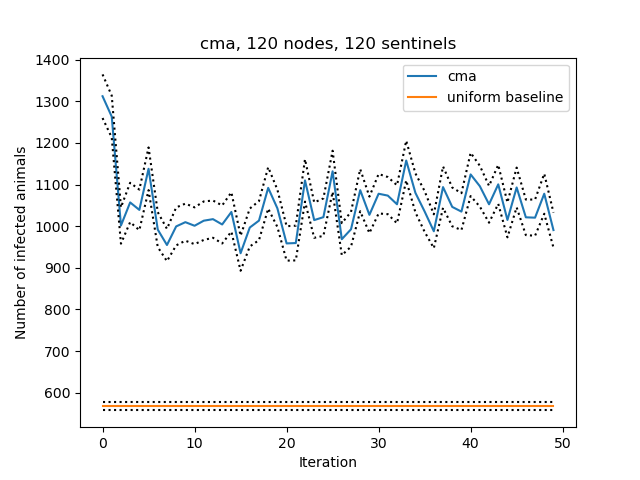 cma, 120 nodes, 120 sentinels
cma
uniform baseline
Number of infected animals
1400
1300
1200
1100
1000
900
800
700
600
0 10 20 30 40 50
Iteration